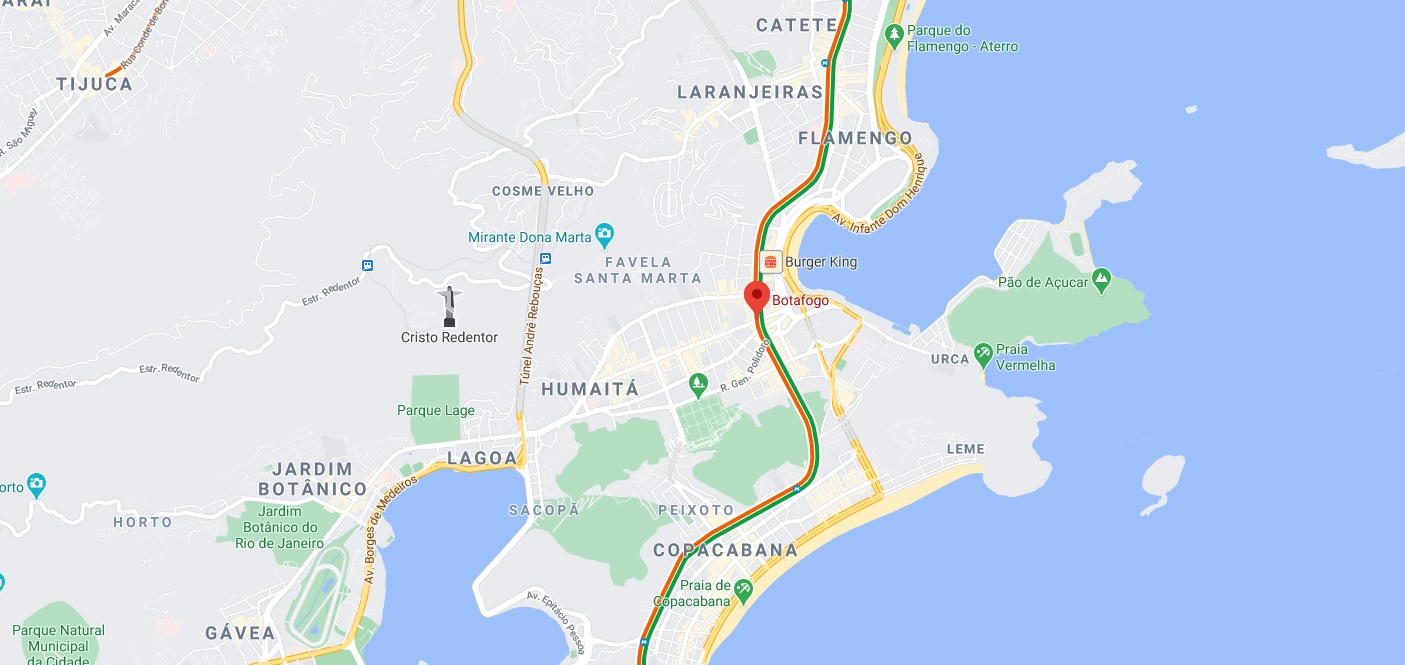 CATETE
Parque do
Flamengo - Aterro
Av. Maracanã
Rua Conde de Bon
TIJUCA
LARANJEIRAS
R. São Miguel
FLAMENGO
COSME VELHO
Av. Infante Dom Henrique
Mirante Dona Marta
FAVELA
SANTA MARTA
Burger King
Estr. Redentor
Túnel André Rebouças
Pão de Açucar
Botafogo
Cristo Redentor
Praia
Vermelha
URCA
R. Gen. Polidoro
Estr. Redentor
Estr. Redentor
HUMAITÁ
Parque Lage
LAGOA
LEME
JARDIM
BOTÂNICO
Av. Borges de Medeiros
orto
HORTO
Jardim
Botânico do
Rio de Janeiro
SACOPÃ
PEIXOTO
COPACABANA
Praia de
Copacabana
Av. Epitácio Pessoa
GÁVEA
Parque Natural
Municipal
da Cidade